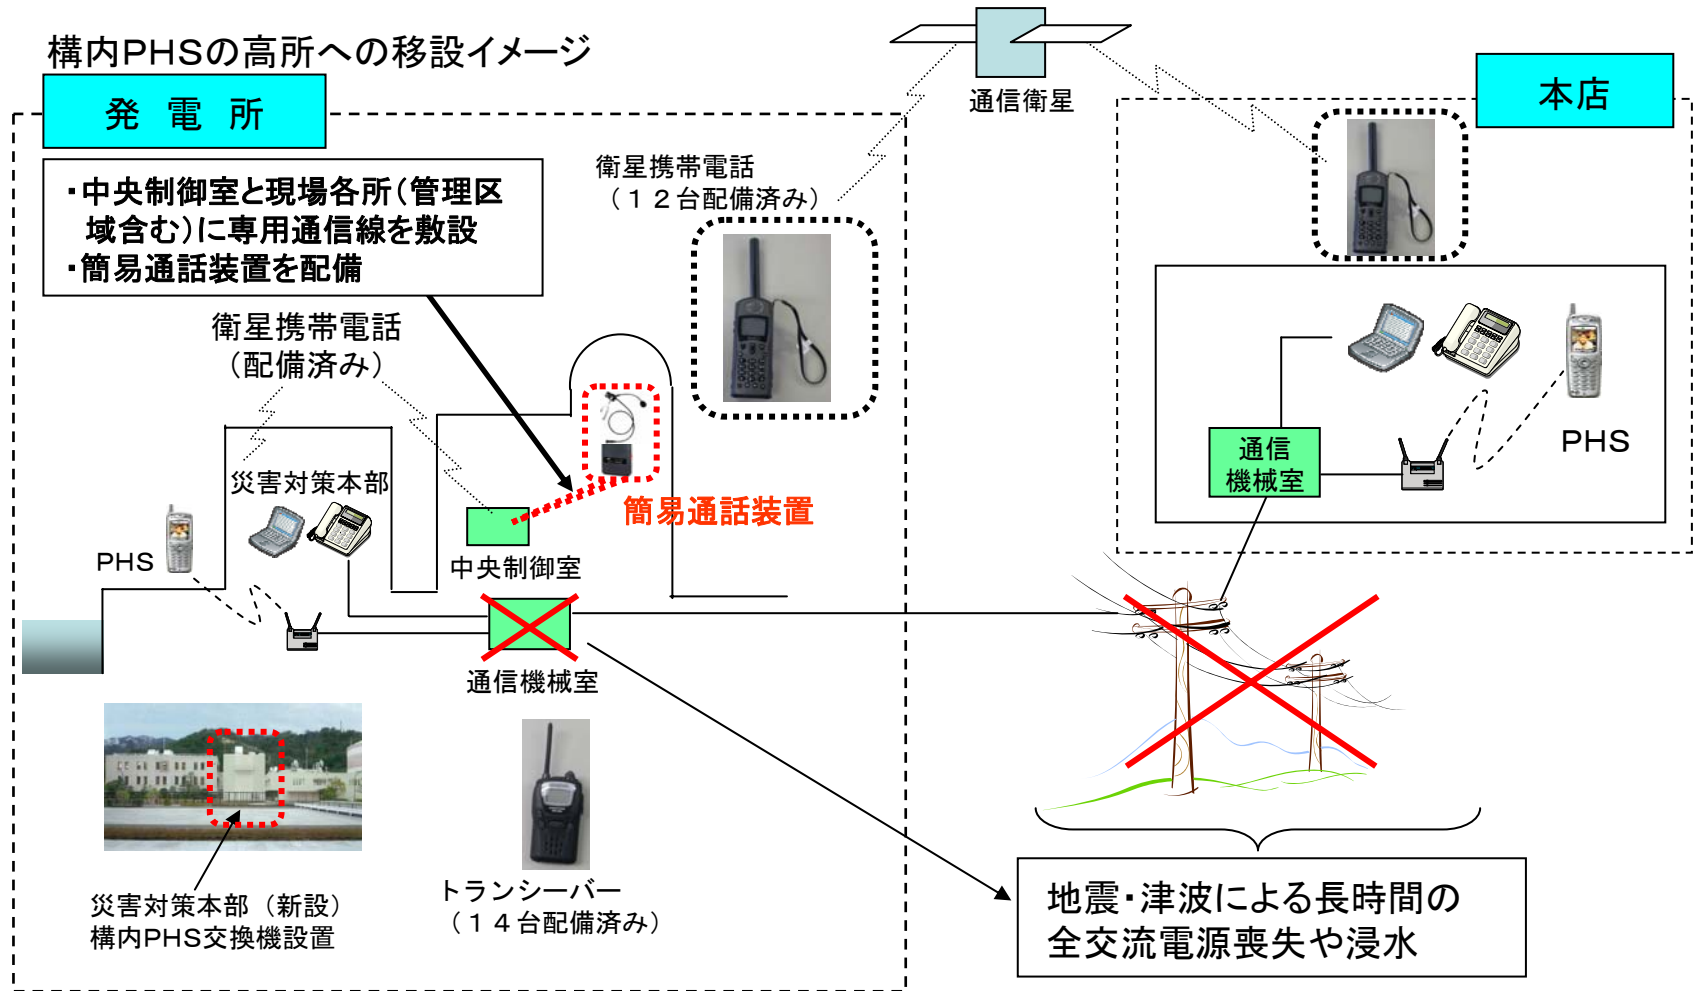 構内PHSの高所への移設イメージ
発電所
・中央制御室と現場各所（管理区
域含む）に専用通信線を敷設
・簡易通話装置を配備
衛星携帯電話
（配備済み）
衛星携帯電話
（１２台配備済み）
通信衛星
本店
災害対策本部
PHS
簡易通話装置
中央制御室
通信機械室
通信
機械室
PHS
災害対策本部（新設）
構内PHS交換機設置
トランシーバー
（１４台配備済み）
地震・津波による長時間の
全交流電源喪失や浸水